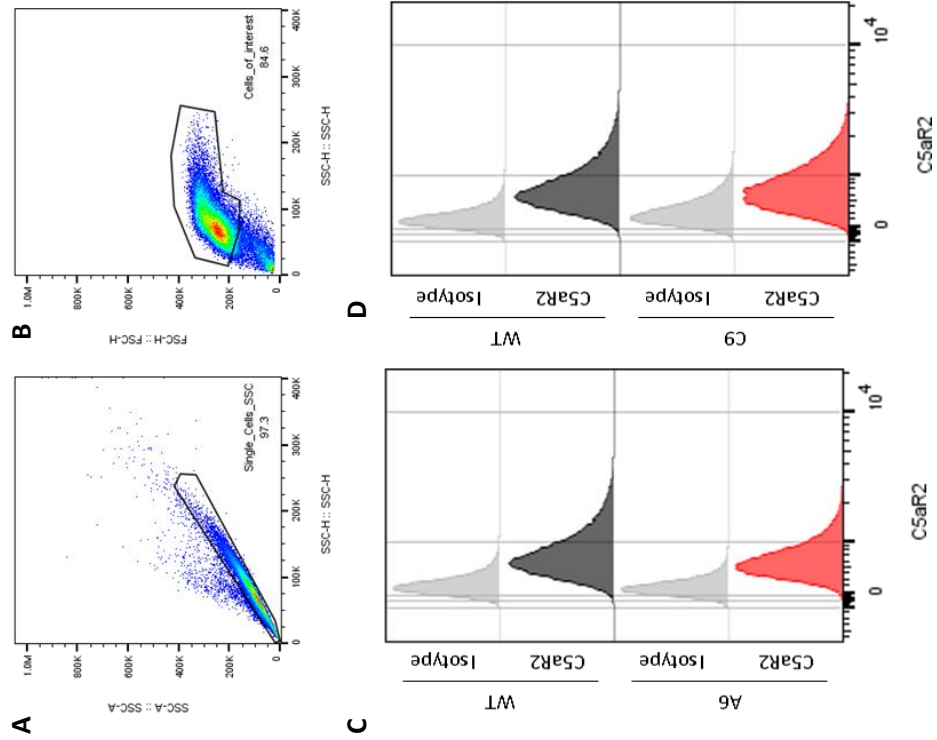 A
1.0M
800K
600K
400K
200K
0
SSC-A :: SSC-A
Single_Cells_SSC
97.3
0
100K
200K
300K
400K
SSC-H :: SSC-H
B
1.0M
800K
600K
400K
200K
0
FSC-H :: FSC-H
Cells_of_interest
84.6
0
100K
200K
300K
400K
SSC-H :: SSC-H
C
WT
Isotype
C5aR2
A6
Isotype
C5aR2
0
10^4
C5aR2
D
WT
Isotype
C5aR2
C9
Isotype
C5aR2
0
10^4
C5aR2